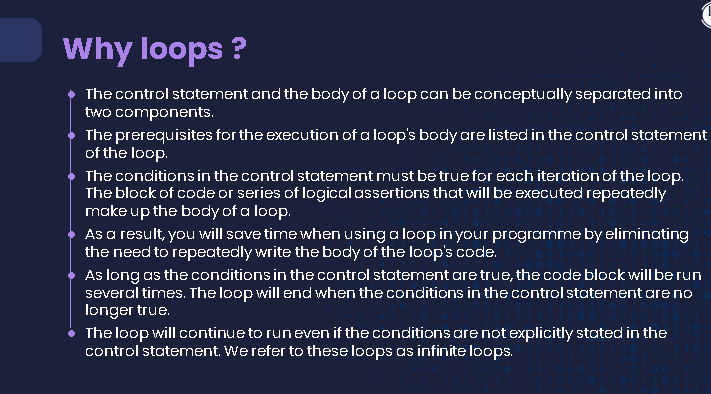 Why loops ?
The control statement and the body of a loop can be conceptually separated into
two components.
The prerequisites for the execution of a loop's body are listed in the control statement
of the loop.
The conditions in the control statement must be true for each iteration of the loop.
The block of code or series of logical assertions that will be executed repeatedly
make up the body of a loop.
As a result, you will save time when using a loop in your programme by eliminating
the need to repeatedly write the body of the loop's code.
As long as the conditions in the control statement are true, the code block will be run
several times. The loop will end when the conditions in the control statement are no
longer true.
The loop will continue to run even if the conditions are not explicitly stated in the
control statement. We refer to these loops as infinite loops.